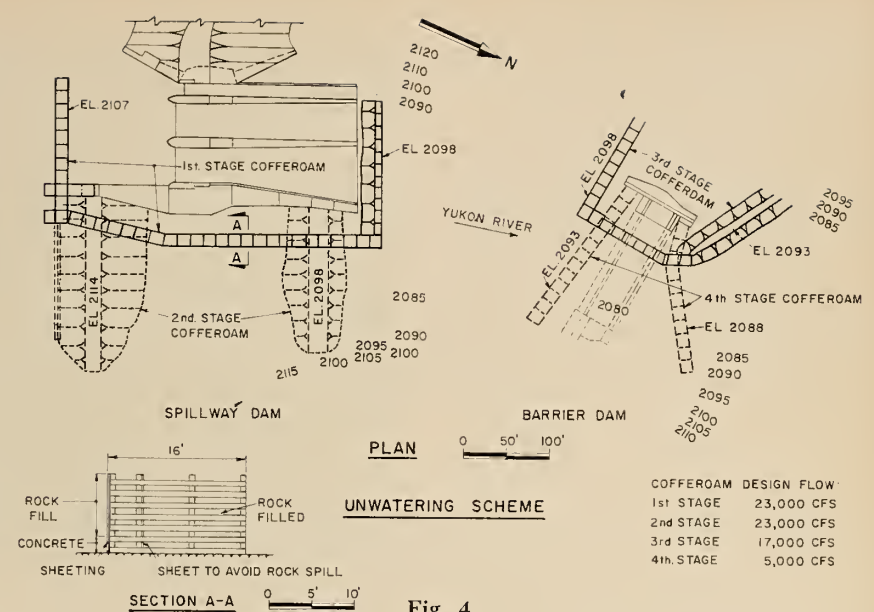 N
2120
2110
2100
2090
EL. 2107
EL 2098
1st. STAGE COFFEROAM
A
A
EL. 2114
EL. 2098
2nd. STAGE
COFFEROAM
2085
2090
2095
2100
2105
2100
2115
SPILLWAY DAM
YUKON RIVER
EL 2098
3rd STAGE
COFFERDAM
2095
2090
2085
EL 2093
EL. 2093
4th STAGE COFFEROAM
2080
EL 2088
2085
2090
2095
2100
2105
2110
BARRIER DAM
PLAN
0 50' 100'
UNWATERING SCHEME
16'
ROCK
FILL
ROCK
FILLED
CONCRETE
SHEETING
SHEET TO AVOID ROCK SPILL
SECTION A-A
0 5' 10'
COFFEROAM DESIGN FLOW
1st STAGE 23,000 CFS
2nd STAGE 23,000 CFS
3rd STAGE 17,000 CFS
4th. STAGE 5,000 CFS
Fig. 4